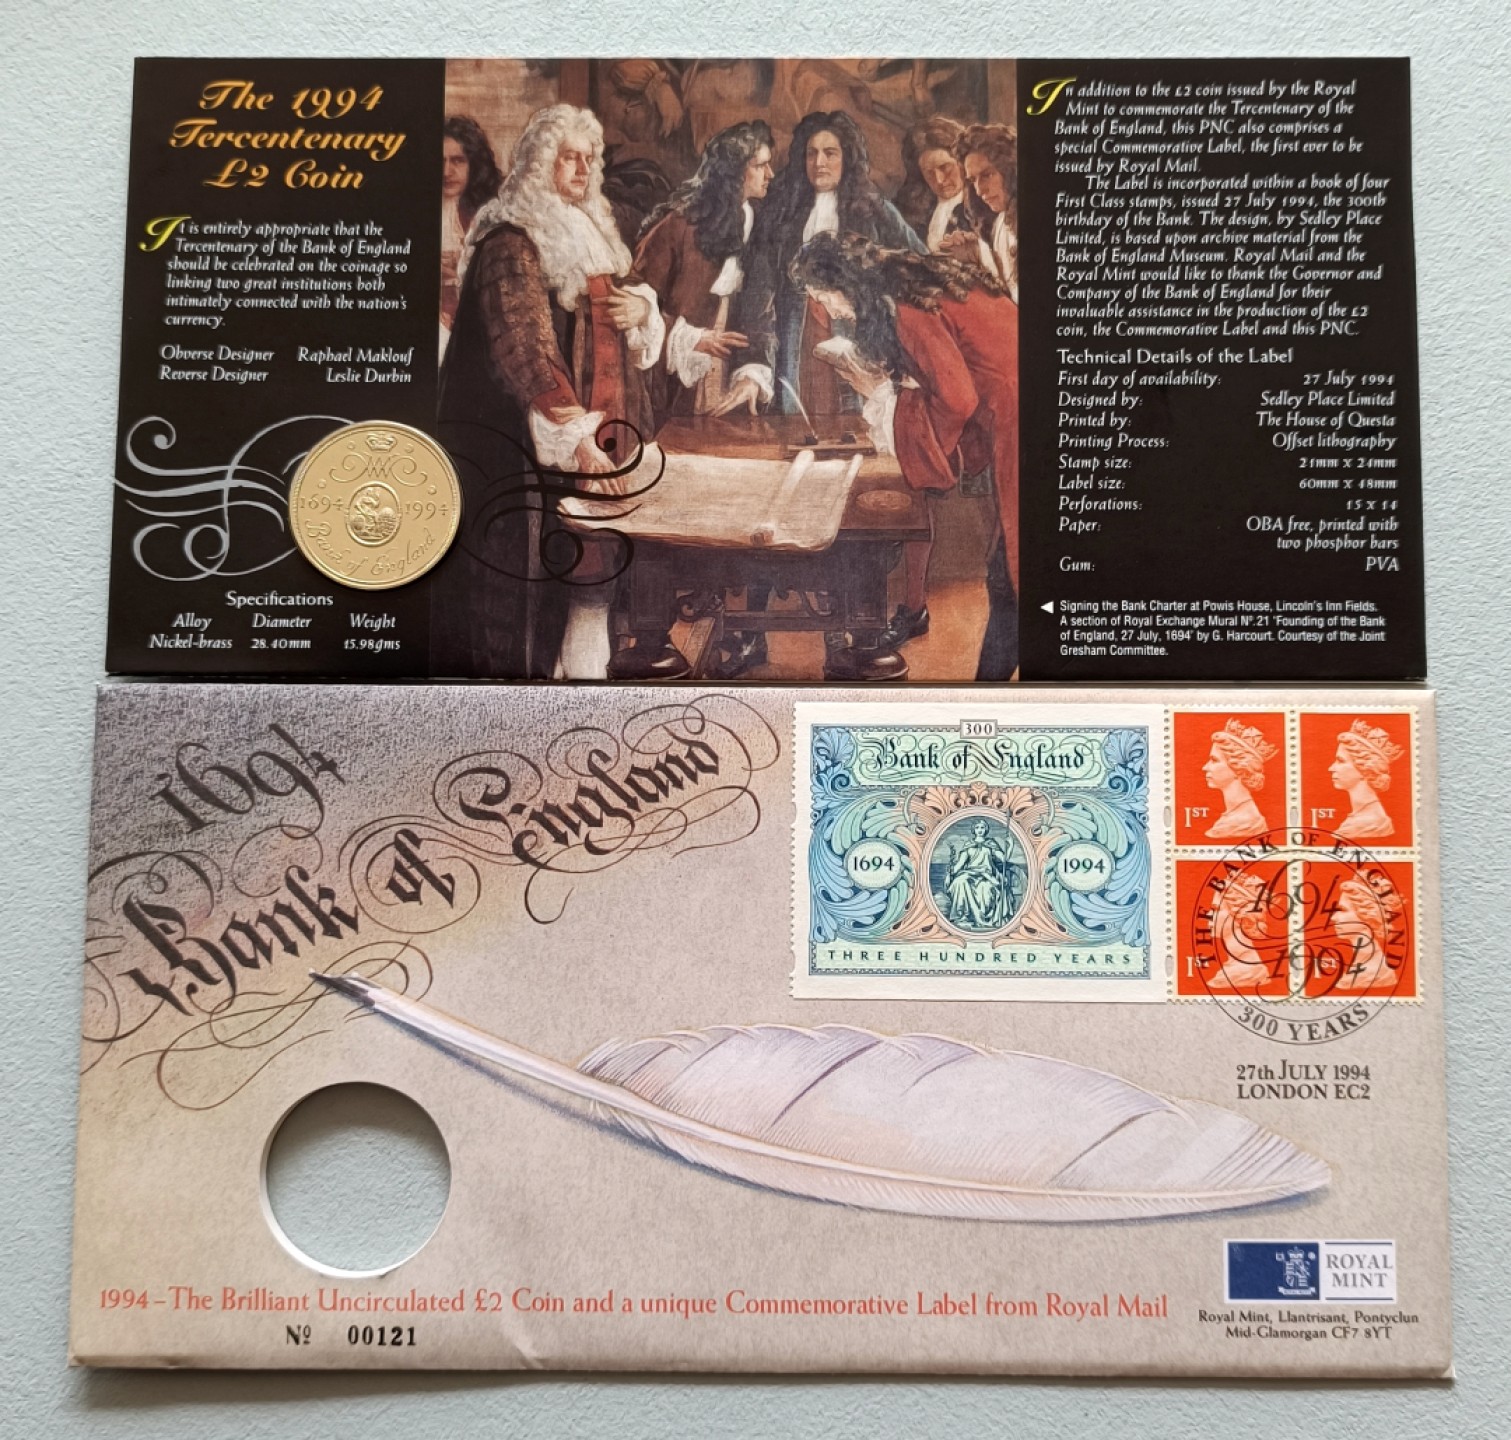 The 1994
Tercentenary
£2 Coin
It is entirely appropriate that the
Tercentenary of the Bank of England
should be celebrated on the coinage so
linking two great institutions both
intimately connected with the nation's
currency.
Obverse Designer Raphael Maklouf
Reverse Designer Leslie Durbin
1694 1994
Bank of England
Specifications
Alloy Diameter Weight
Nickel-brass 28.40mm 15.98gms
In addition to the £2 coin issued by the Royal
Mint to commemorate the Tercentenary of the
Bank of England, this PNC also comprises a
special Commemorative Label, the first ever to be
issued by Royal Mail.
The Label is incorporated within a book of four
First Class stamps, issued 27 July 1994, the 300th
birthday of the Bank. The design, by Sedley Place
Limited, is based upon archive material from the
Bank of England Museum. Royal Mail and the
Royal Mint would like to thank the Governor and
Company of the Bank of England for their
invaluable assistance in the production of the £2
coin, the Commemorative Label and this PNC.
Technical Details of the Label
First day of availability: 27 July 1994
Designed by: Sedley Place Limited
Printed by: The House of Questa
Printing Process: Offset lithography
Stamp size: 21mm x 24mm
Label size: 60mm x 48mm
Perforations: 15 x 14
Paper: OBA free, printed with
two phosphor bars
Gum: PVA
Signing the Bank Charter at Powis House, Lincoln's Inn Fields.
A section of Royal Exchange Mural Nº.21 'Founding of the Bank
of England, 27 July, 1694' by G. Harcourt. Courtesy of the Joint
Gresham Committee.
1694
Bank of England
300
Bank of England
1694 1994
THREE HUNDRED YEARS
1ST 1ST
1ST 1ST
THE BANK OF ENGLAND
1694
1994
300 YEARS
27th JULY 1994
LONDON EC2
1994 – The Brilliant Uncirculated £2 Coin and a unique Commemorative Label from Royal Mail
Nº 00121
ROYAL
MINT
Royal Mint, Llantrisant, Pontyclun
Mid-Glamorgan CF7 8YT